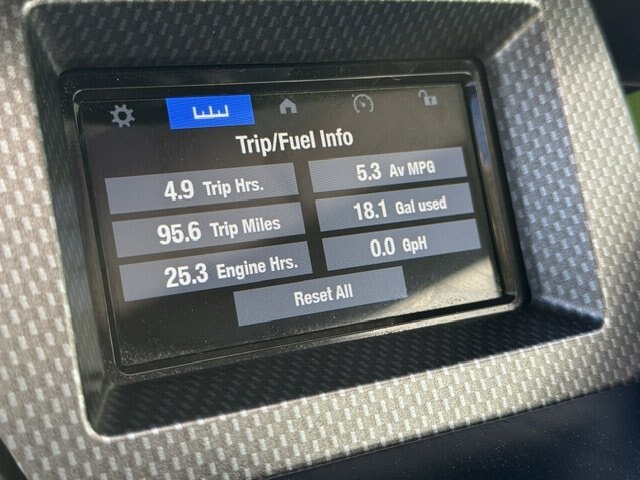 Trip/Fuel Info
4.9 Trip Hrs.
5.3 Av MPG
95.6 Trip Miles
18.1 Gal used
25.3 Engine Hrs.
0.0 GpH
Reset All